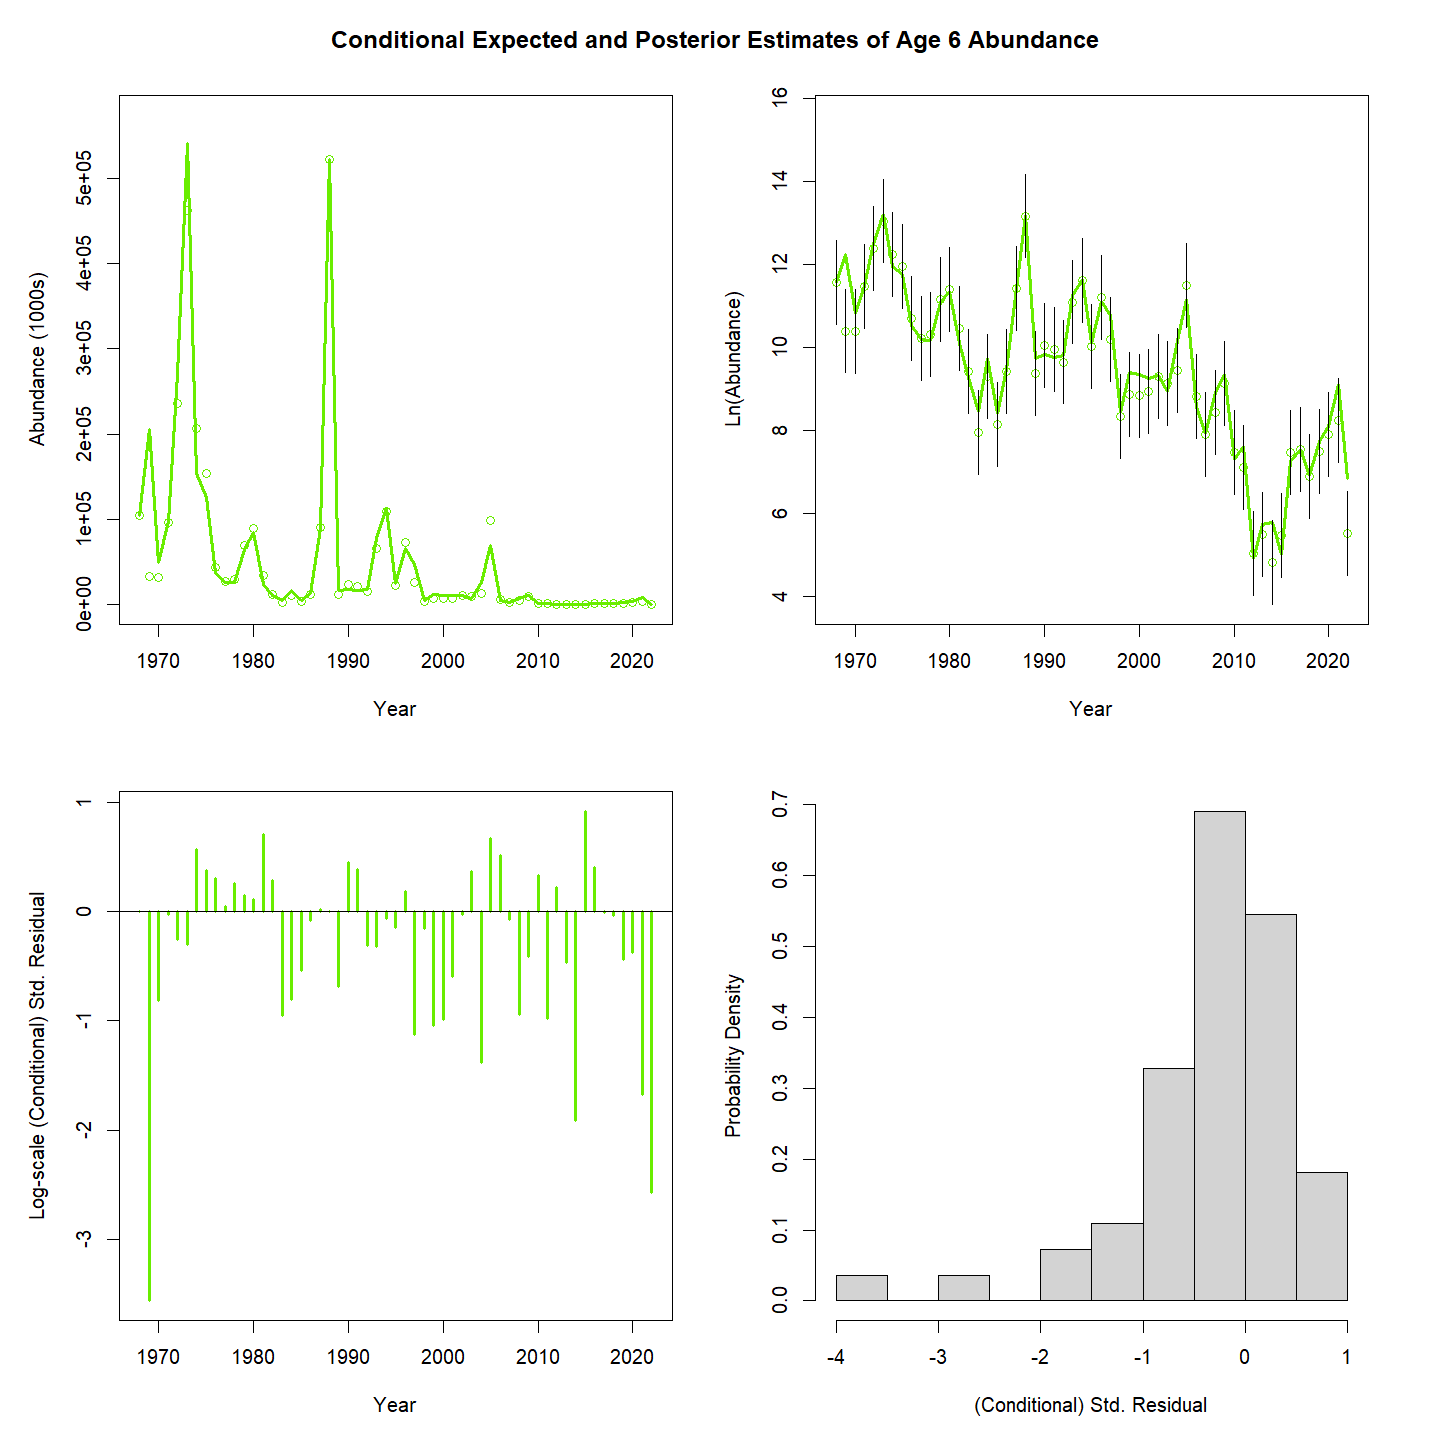 Conditional Expected and Posterior Estimates of Age 6 Abundance
Abundance (1000s)
0e+00 1e+05 2e+05 3e+05 4e+05 5e+05
1970 1980 1990 2000 2010 2020
Year
Ln(Abundance)
4 6 8 10 12 14 16
1970 1980 1990 2000 2010 2020
Year
Log-scale (Conditional) Std. Residual
-3 -2 -1 0 1
1970 1980 1990 2000 2010 2020
Year
Probability Density
0.0 0.1 0.2 0.3 0.4 0.5 0.6 0.7
-4 -3 -2 -1 0 1
(Conditional) Std. Residual